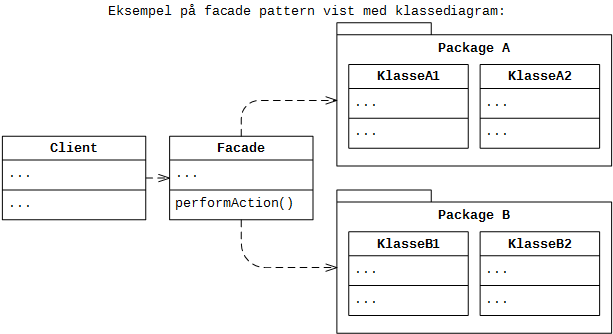 Eksempel på facade pattern vist med klassediagram:
Client
...
...
Facade
...
performAction()
Package A
KlasseA1
...
...
KlasseA2
...
...
Package B
KlasseB1
...
...
KlasseB2
...
...